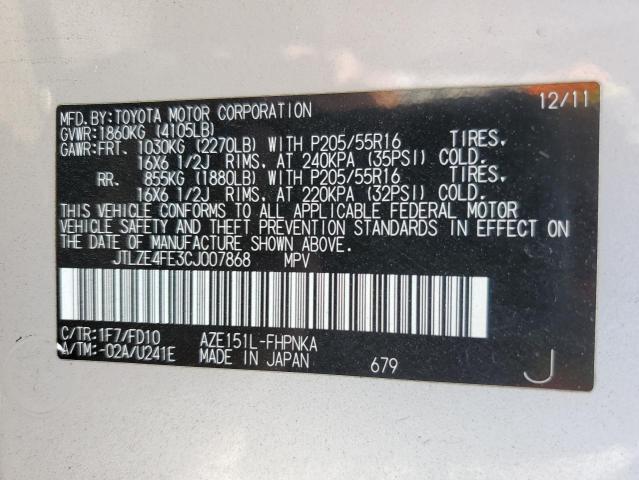 MFD. BY: TOYOTA MOTOR CORPORATION 12/11
GVWR: 1860KG (4105LB)
GAWR: FRT. 1030KG (2270LB) WITH P205/55R16 TIRES.
16X6 1/2J RIMS. AT 240KPA (35PSI) COLD.
RR. 855KG (1880LB) WITH P205/55R16 TIRES.
16X6 1/2J RIMS. AT 220KPA (32PSI) COLD.
THIS VEHICLE CONFORMS TO ALL APPLICABLE FEDERAL MOTOR
VEHICLE SAFETY AND THEFT PREVENTION STANDARDS IN EFFECT ON
THE DATE OF MANUFACTURE SHOWN ABOVE.
JTLZE4FE3CJ007868 MPV
C/TR: 1F7/FD10 AZE151L-FHPNKA
A/TM: -02A/U241E MADE IN JAPAN 679 J